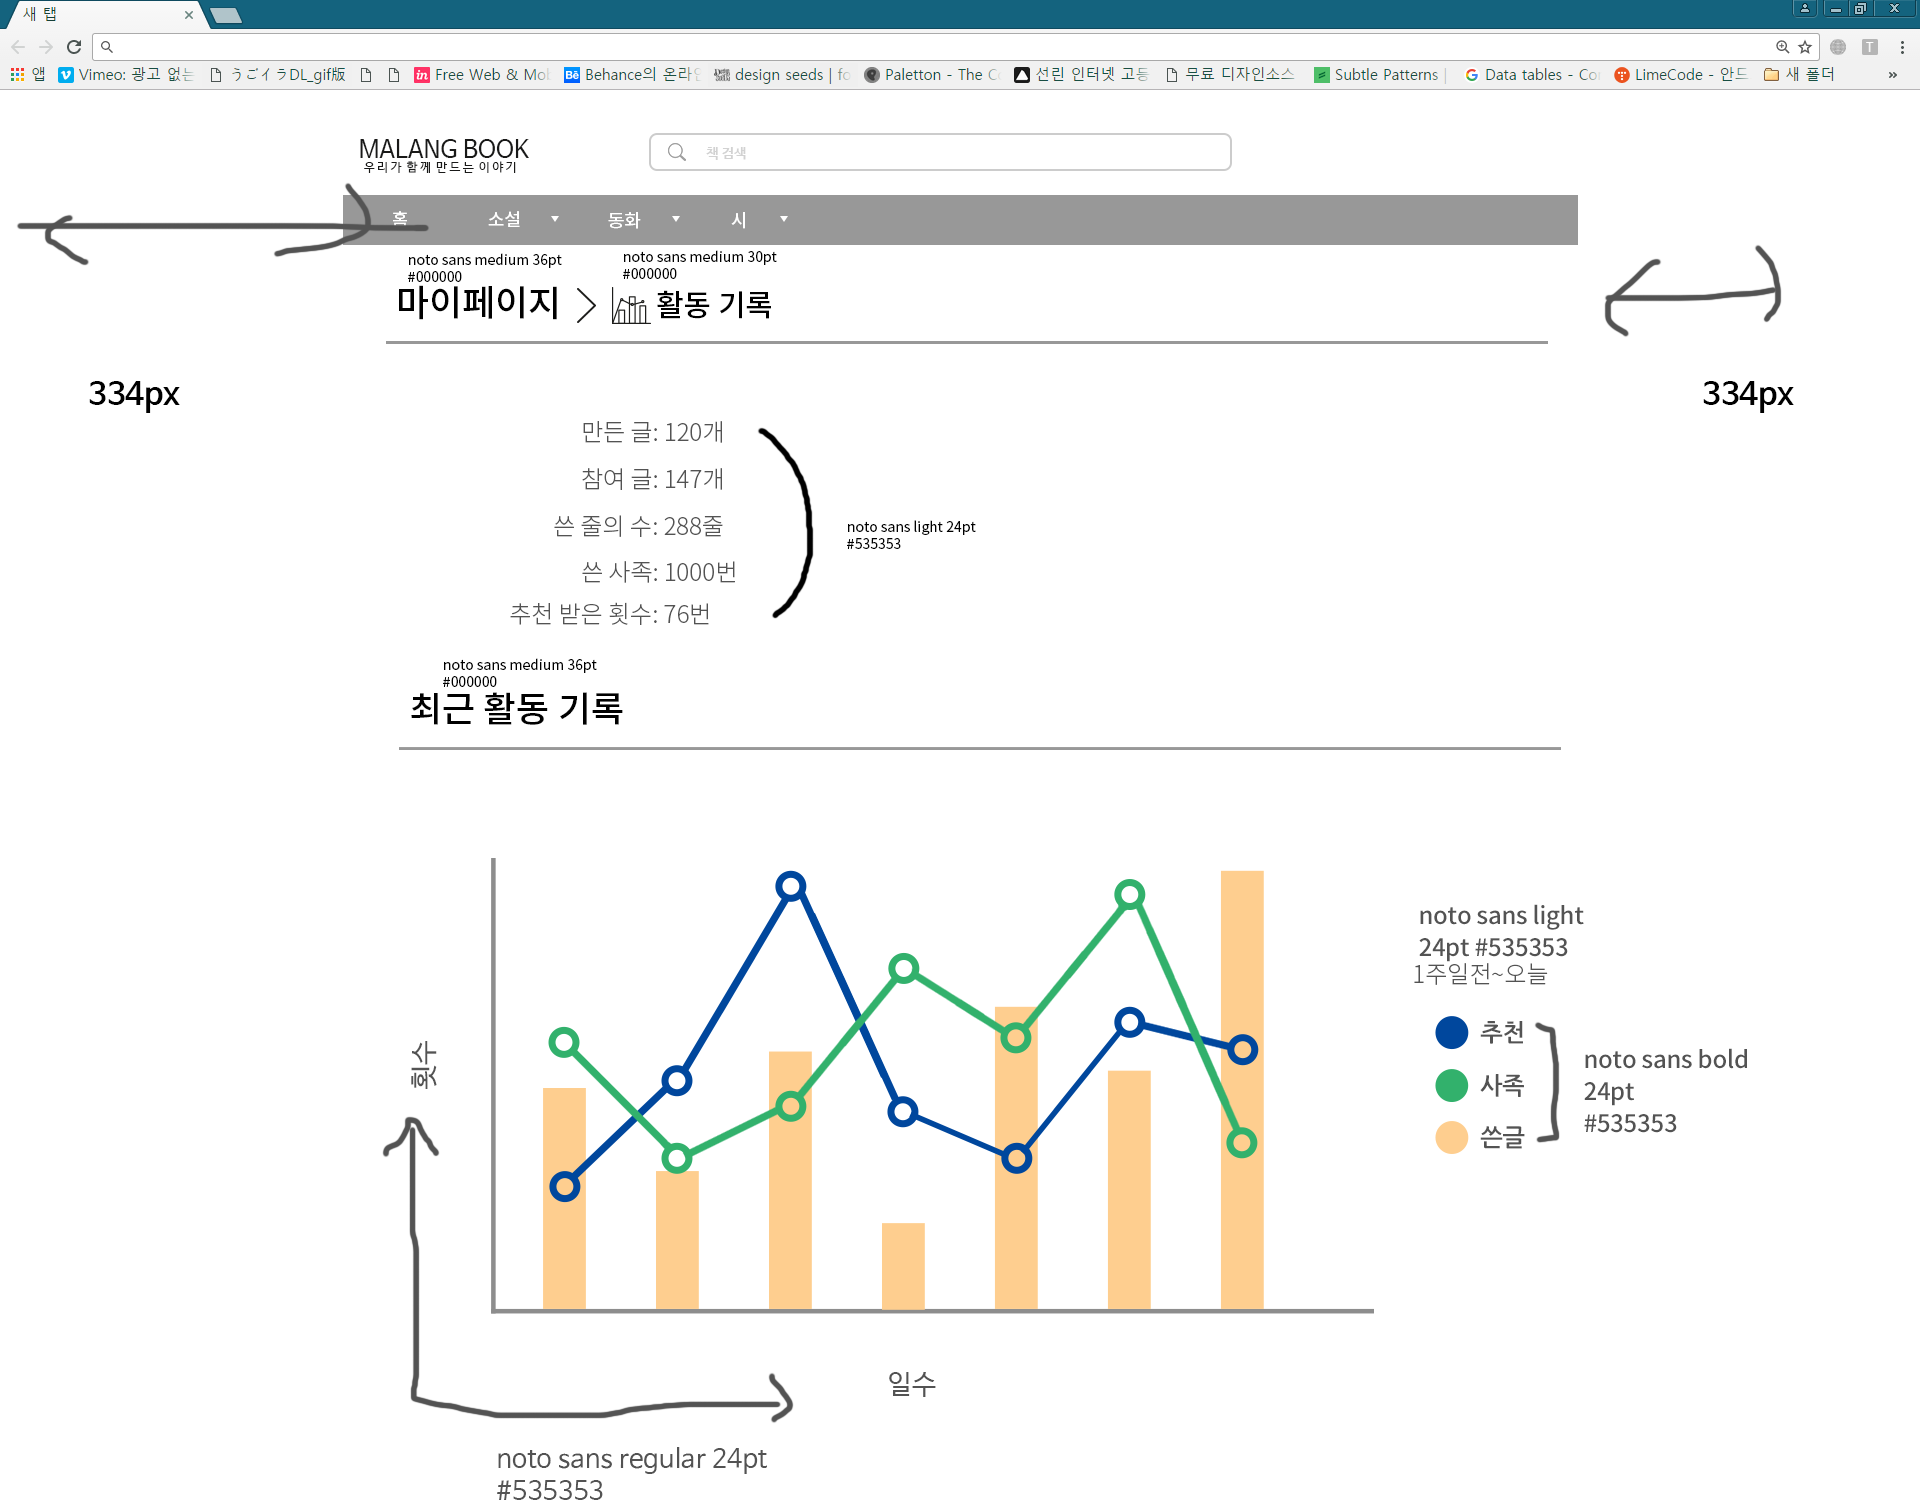 새 탭
앱
Vimeo: 광고 없는
うごイラDL_gif版
Free Web & Mo
Behance의 온라인
design seeds | fo
Paletton - The C
선린 인터넷 고등
무료 디자인소스
Subtle Patterns |
Data tables - Co
LimeCode - 안드
새 폴더
»
MALANG BOOK
우리가 함께 만드는 이야기
책 검색
홈
소설
동화
시
noto sans medium 36pt
#000000
noto sans medium 30pt
#000000
마이페이지
활동 기록
334px
334px
만든 글: 120개
참여 글: 147개
쓴 줄의 수: 288줄
쓴 사족: 1000번
추천 받은 횟수: 76번
noto sans light 24pt
#535353
noto sans medium 36pt
#000000
최근 활동 기록
noto sans light
24pt #535353
1주일전~오늘
추천
사족
쓴글
noto sans bold
24pt
#535353
횟수
일수
noto sans regular 24pt
#535353